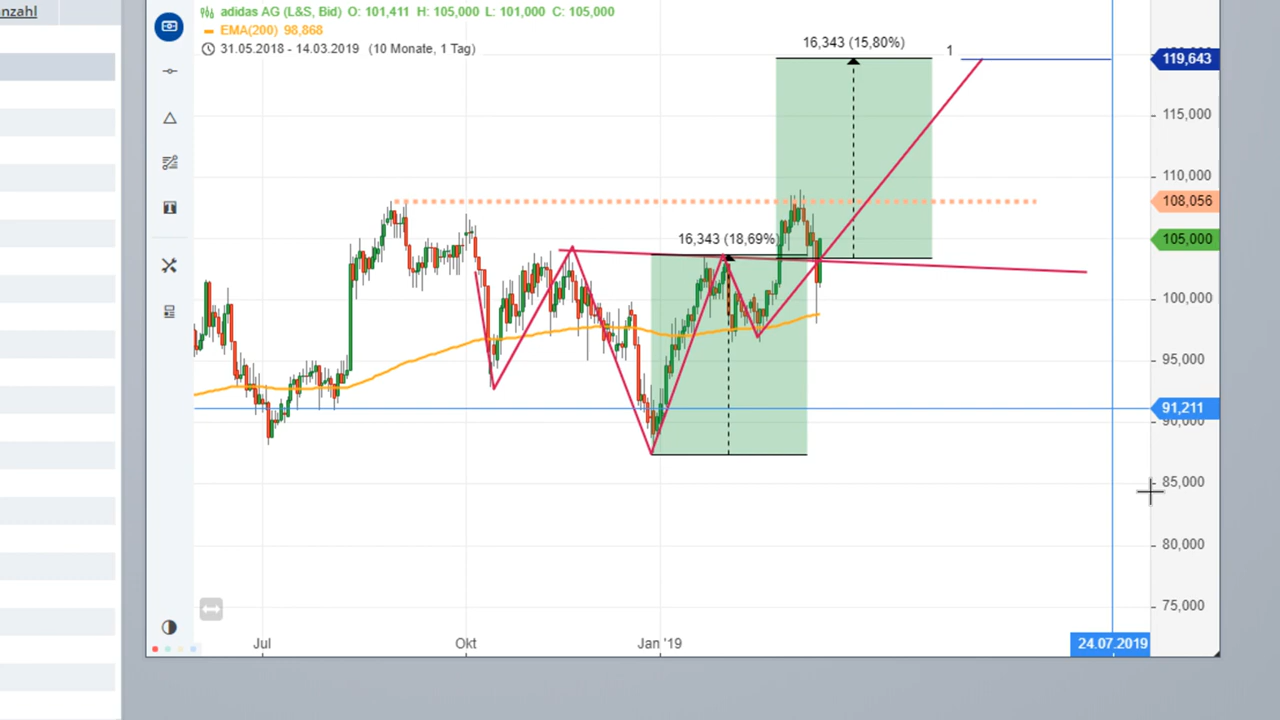 nzahl
adidas AG (L&S, Bid) O: 101,411 H: 105,000 L: 101,000 C: 105,000
EMA(200) 98,868
31.05.2018 - 14.03.2019 (10 Monate, 1 Tag)
16,343 (15,80%)
1
119,643
115,000
110,000
108,056
16,343 (18,69%)
105,000
100,000
95,000
91,211
90,000
85,000
80,000
75,000
Jul
Okt
Jan '19
24.07.2019